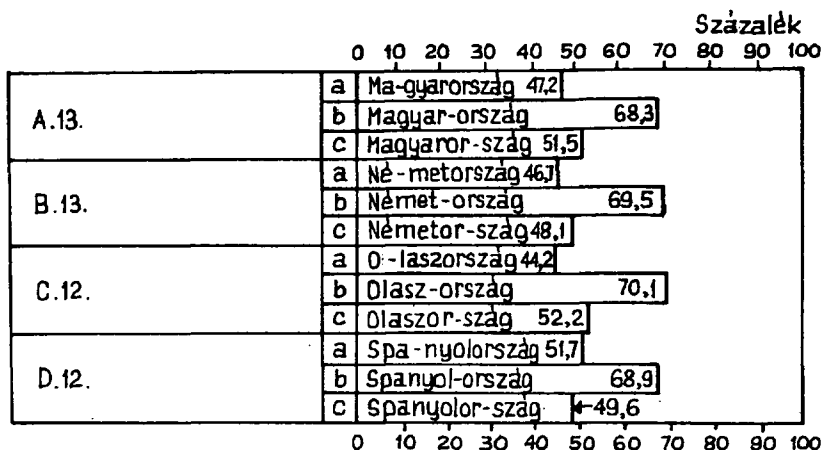 Százalék
0 10 20 30 40 50 60 70 80 90 100
A.13.
a Ma-gyarország 47,2
b Magyar-ország 68,3
c Magyaror-szág 51,5
B.13.
a Né-metország 46,1
b Német-ország 69,5
c Németor-szág 48,1
C.12.
a O-laszország 44,2
b Olasz-ország 70,1
c Olaszor-szág 52,2
D.12.
a Spa-nyolország 51,7
b Spanyol-ország 68,9
c Spanyolor-szág 49,6
0 10 20 30 40 50 60 70 80 90 100